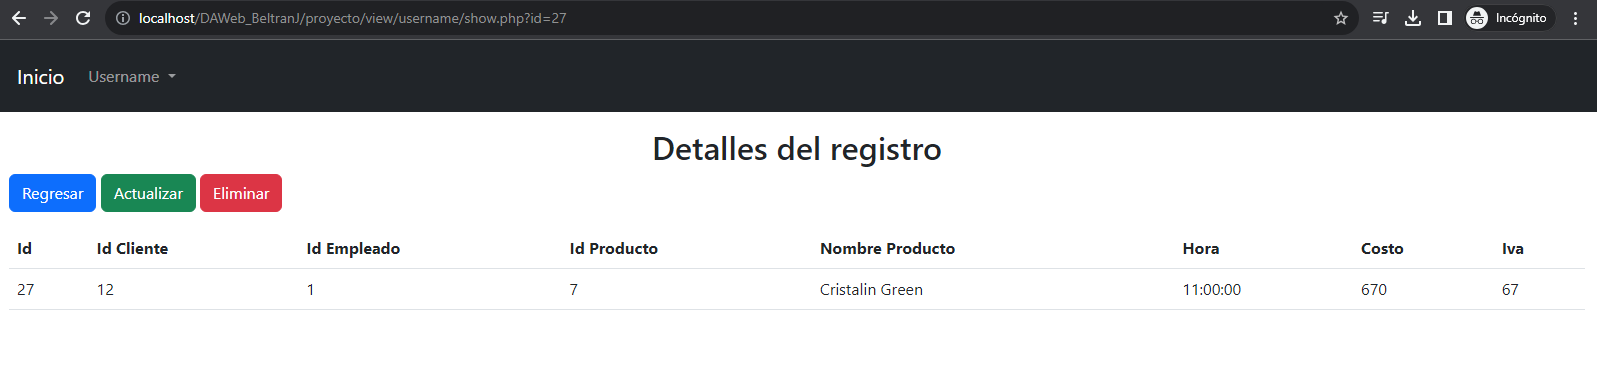 localhost/DAWeb_BeltranJ/proyecto/view/username/show.php?id=27
Incógnito
Inicio Username
Detalles del registro
Regresar Actualizar Eliminar
Id Id Cliente Id Empleado Id Producto Nombre Producto Hora Costo Iva
27 12 1 7 Cristalin Green 11:00:00 670 67